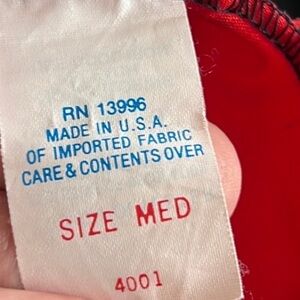 RN 13996
MADE IN U.S.A.
OF IMPORTED FABRIC
CARE & CONTENTS OVER
SIZE MED
4001